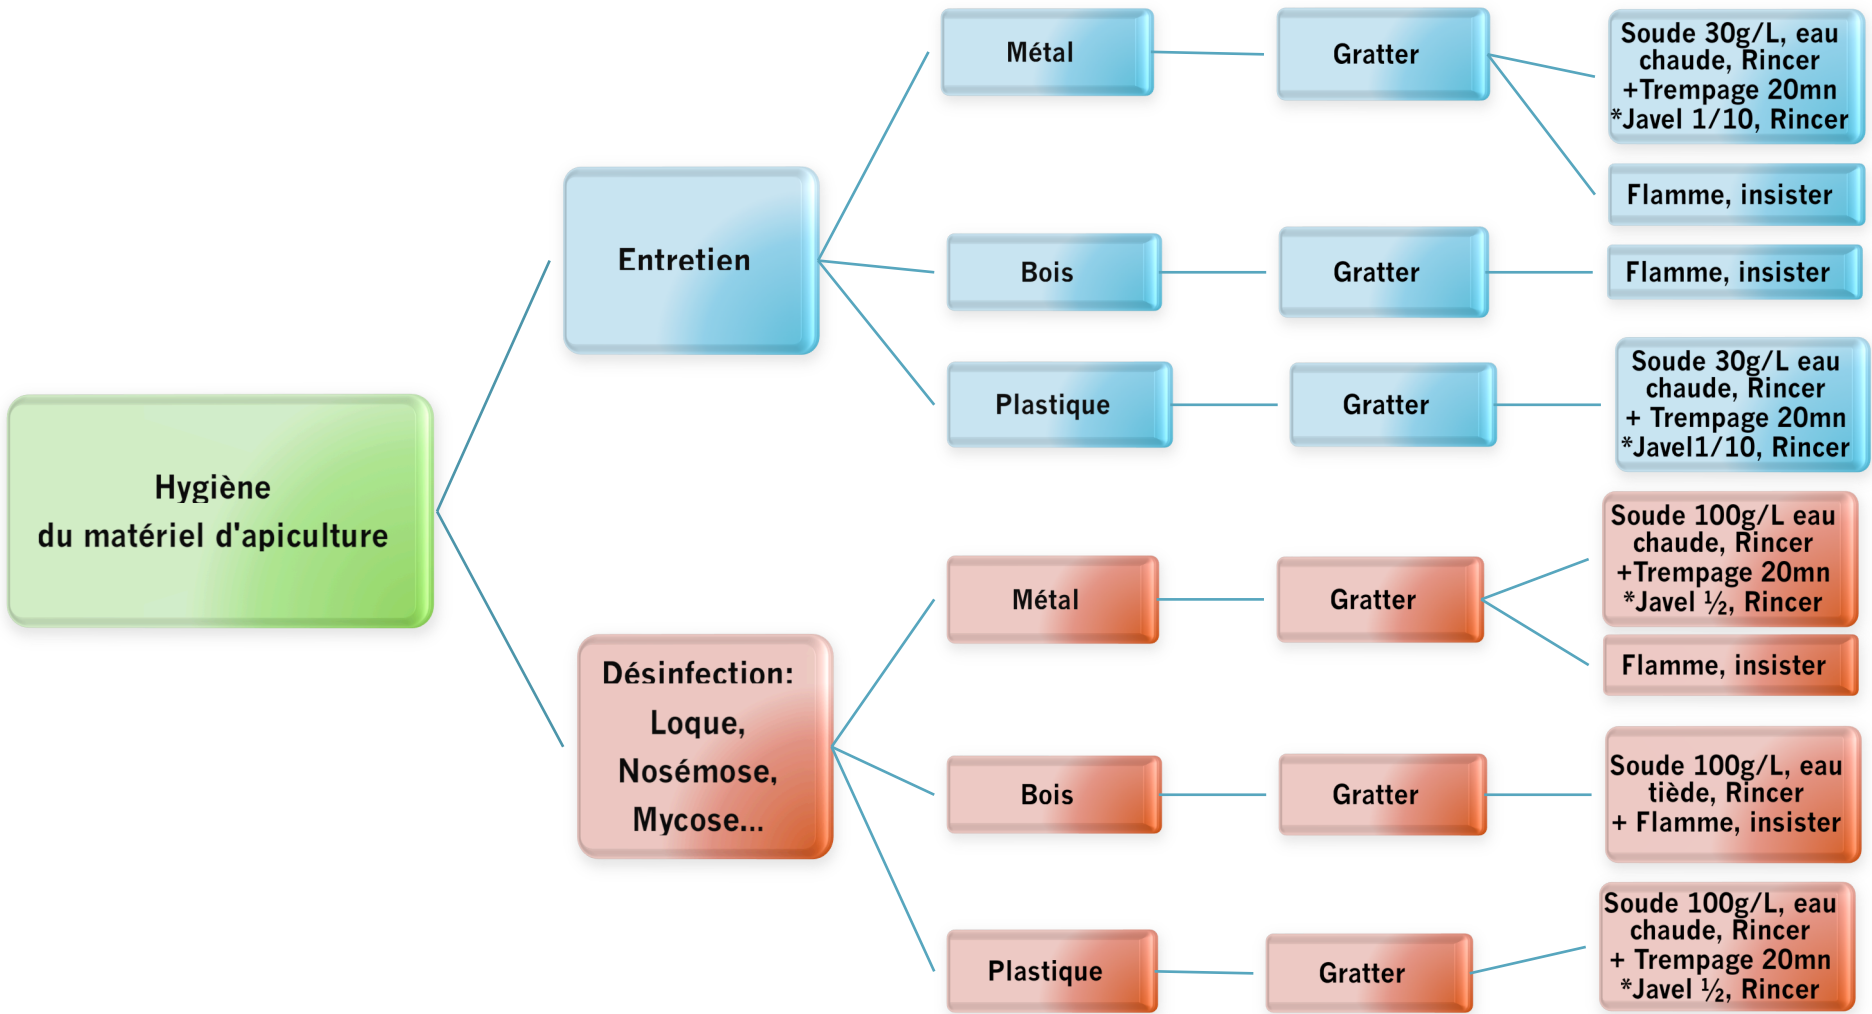 Hygiène
du matériel d'apiculture
Entretien
Métal
Gratter
Soude 30g/L, eau
chaude, Rincer
+Trempage 20mn
*Javel 1/10, Rincer
Flamme, insister
Bois
Gratter
Flamme, insister
Plastique
Gratter
Soude 30g/L eau
chaude, Rincer
+ Trempage 20mn
*Javel1/10, Rincer
Désinfection:
Loque,
Nosémose,
Mycose...
Métal
Gratter
Soude 100g/L eau
chaude, Rincer
+Trempage 20mn
*Javel ½, Rincer
Flamme, insister
Bois
Gratter
Soude 100g/L, eau
tiède, Rincer
+ Flamme, insister
Plastique
Gratter
Soude 100g/L, eau
chaude, Rincer
+ Trempage 20mn
*Javel ½, Rincer